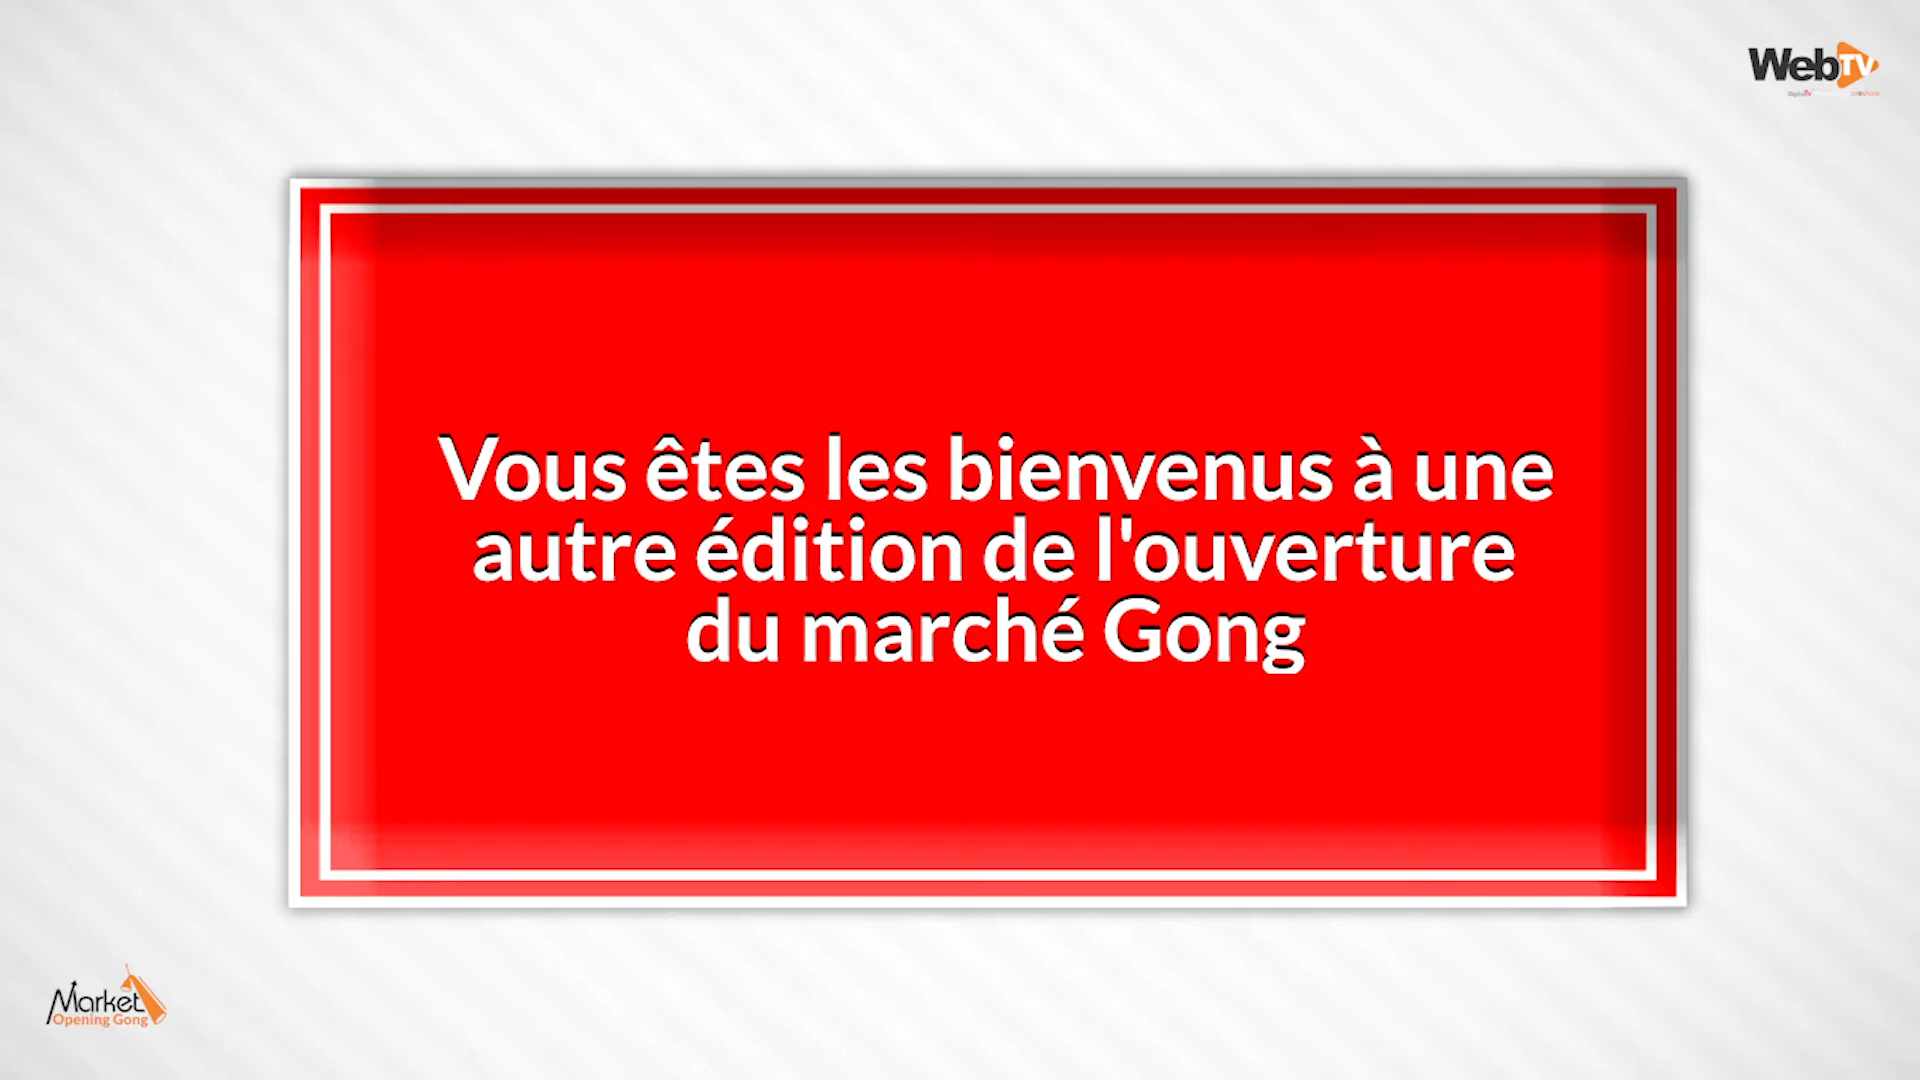 WebTV
Vous êtes les bienvenus à une
autre édition de l'ouverture
du marché Gong
Market
Opening Gong